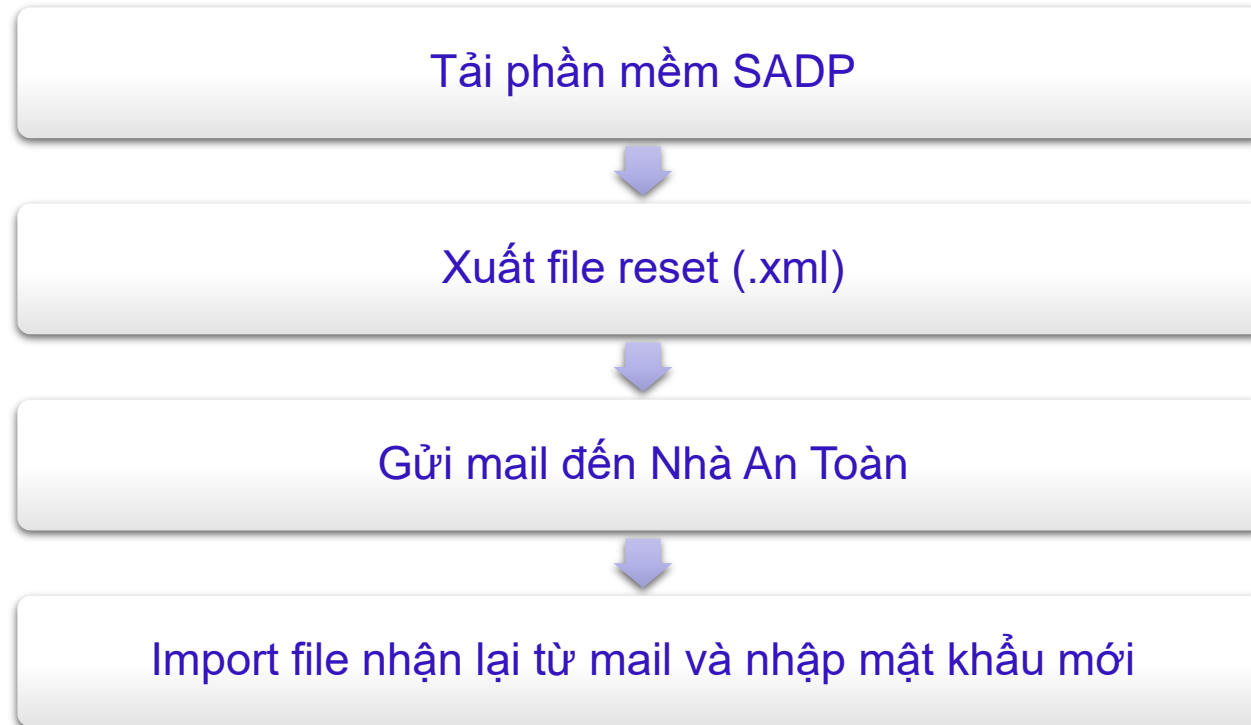 Tải phần mềm SADP
Xuất file reset (.xml)
Gửi mail đến Nhà An Toàn
Import file nhận lại từ mail và nhập mật khẩu mới